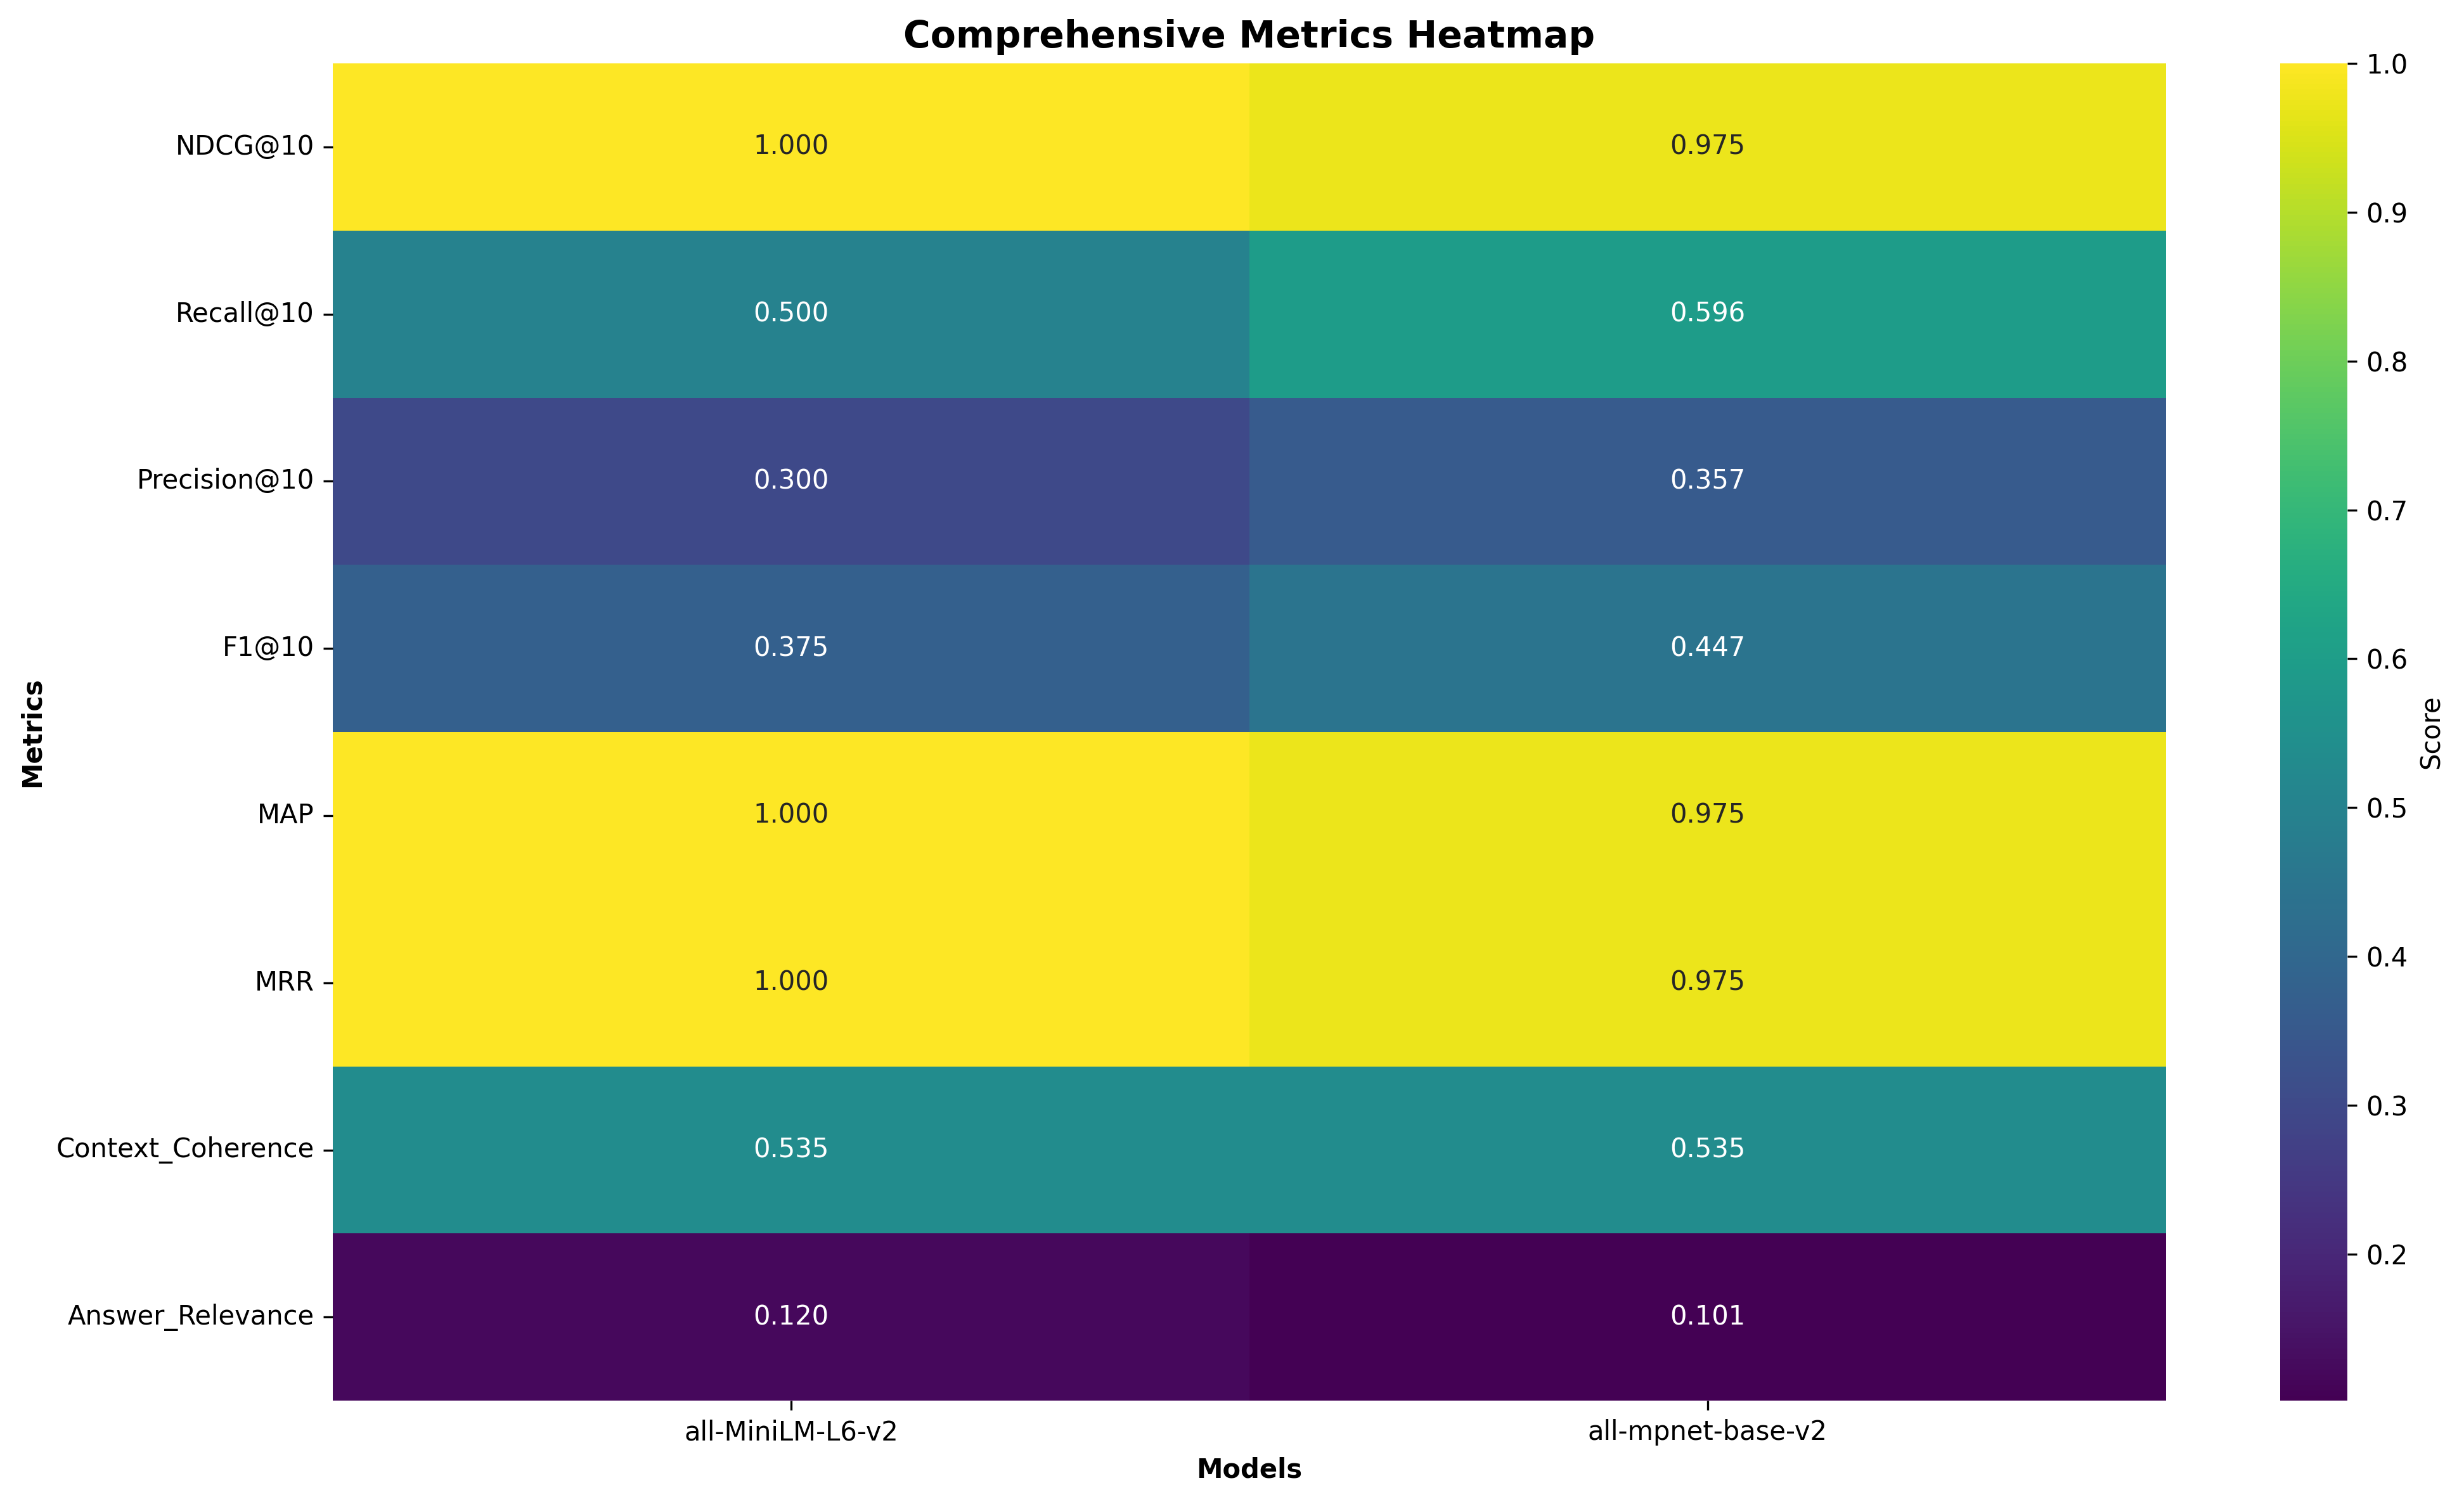 Comprehensive Metrics Heatmap
NDCG@10 1.000 0.975
Recall@10 0.500 0.596
Precision@10 0.300 0.357
F1@10 0.375 0.447
MAP 1.000 0.975
MRR 1.000 0.975
Context_Coherence 0.535 0.535
Answer_Relevance 0.120 0.101
all-MiniLM-L6-v2 all-mpnet-base-v2
Models
Metrics
1.0
0.9
0.8
0.7
0.6
0.5
0.4
0.3
0.2
Score